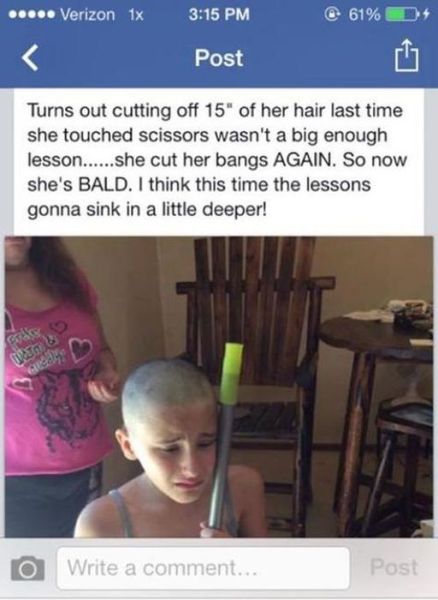 Verizon 1x 3:15 PM 61%
Post
Turns out cutting off 15" of her hair last time
she touched scissors wasn't a big enough
lesson......she cut her bangs AGAIN. So now
she's BALD. I think this time the lessons
gonna sink in a little deeper!
Write a comment... Post